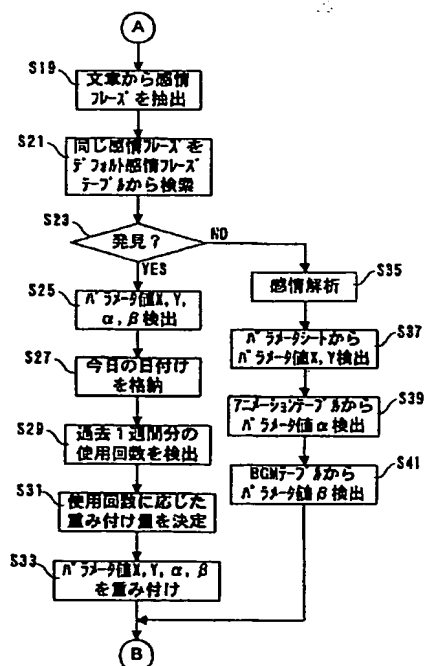 A
S19
文章から感情
フレーズを抽出
S21
同じ感情フレーズを
デフォルト感情フレーズ
テーブルから検索
S23
発見？
NO
YES
S25
パラメータ値X, Y,
α, β検出
S27
今日の日付け
を格納
S29
過去1週間分の
使用回数を検出
S31
使用回数に応じた
重み付け量を決定
S33
パラメータ値X, Y, α, β
を重み付け
感情解析
S35
パラメータシートから
パラメータ値X, Y検出
S37
アニメーションテーブルから
パラメータ値α検出
S39
BGMテーブルから
パラメータ値β検出
S41
B